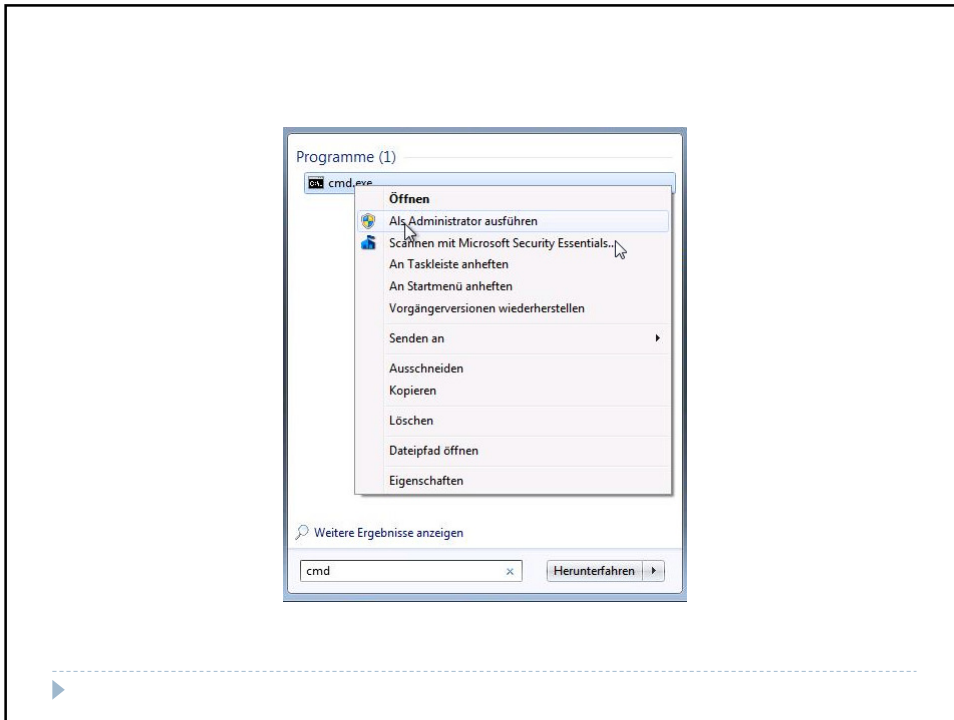 Programme (1)
cmd.exe
Öffnen
Als Administrator ausführen
Scannen mit Microsoft Security Essentials...
An Taskleiste anheften
An Startmenü anheften
Vorgängerversionen wiederherstellen
Senden an
Ausschneiden
Kopieren
Löschen
Dateipfad öffnen
Eigenschaften
Weitere Ergebnisse anzeigen
cmd
Herunterfahren